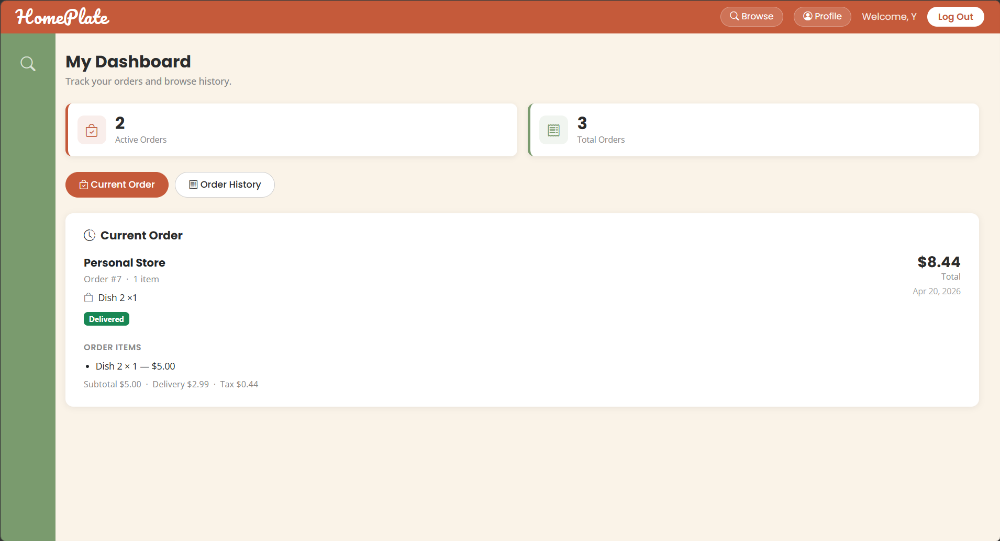 HomePlate
Browse
Profile
Welcome, Y
Log Out
My Dashboard
Track your orders and browse history.
2
Active Orders
3
Total Orders
Current Order
Order History
Current Order
Personal Store
$8.44
Order #7 · 1 item
Total
Dish 2 ×1
Apr 20, 2026
Delivered
ORDER ITEMS
• Dish 2 × 1 — $5.00
Subtotal $5.00 · Delivery $2.99 · Tax $0.44